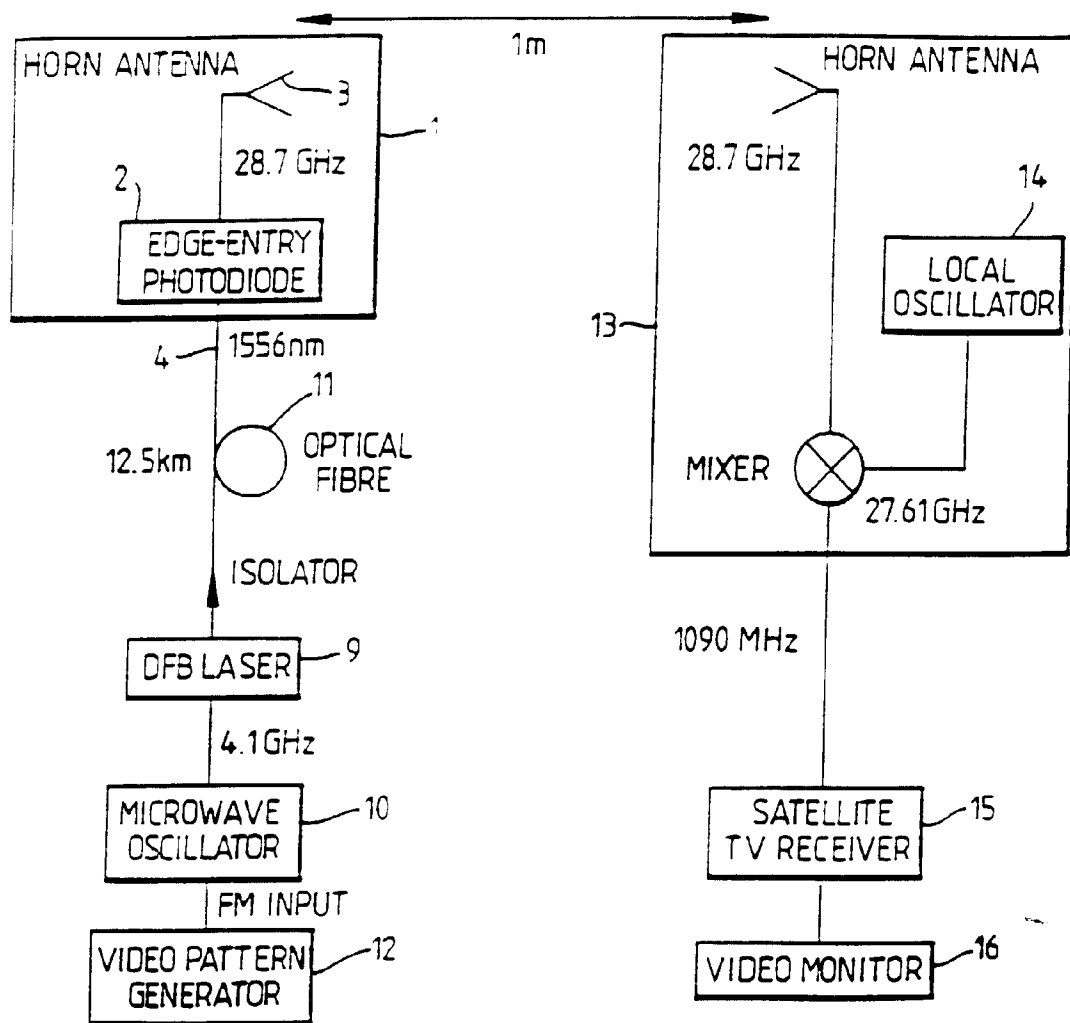 1m
HORN ANTENNA
3
1
28.7 GHz
2
EDGE-ENTRY
PHOTODIODE
4
1556nm
11
12.5km
OPTICAL
FIBRE
ISOLATOR
DFB LASER
9
4.1GHz
MICROWAVE
OSCILLATOR
10
FM INPUT
VIDEO PATTERN
GENERATOR
12
HORN ANTENNA
28.7 GHz
14
LOCAL
OSCILLATOR
13
MIXER
27.61GHz
1090 MHz
SATELLITE
TV RECEIVER
15
VIDEO MONITOR
16